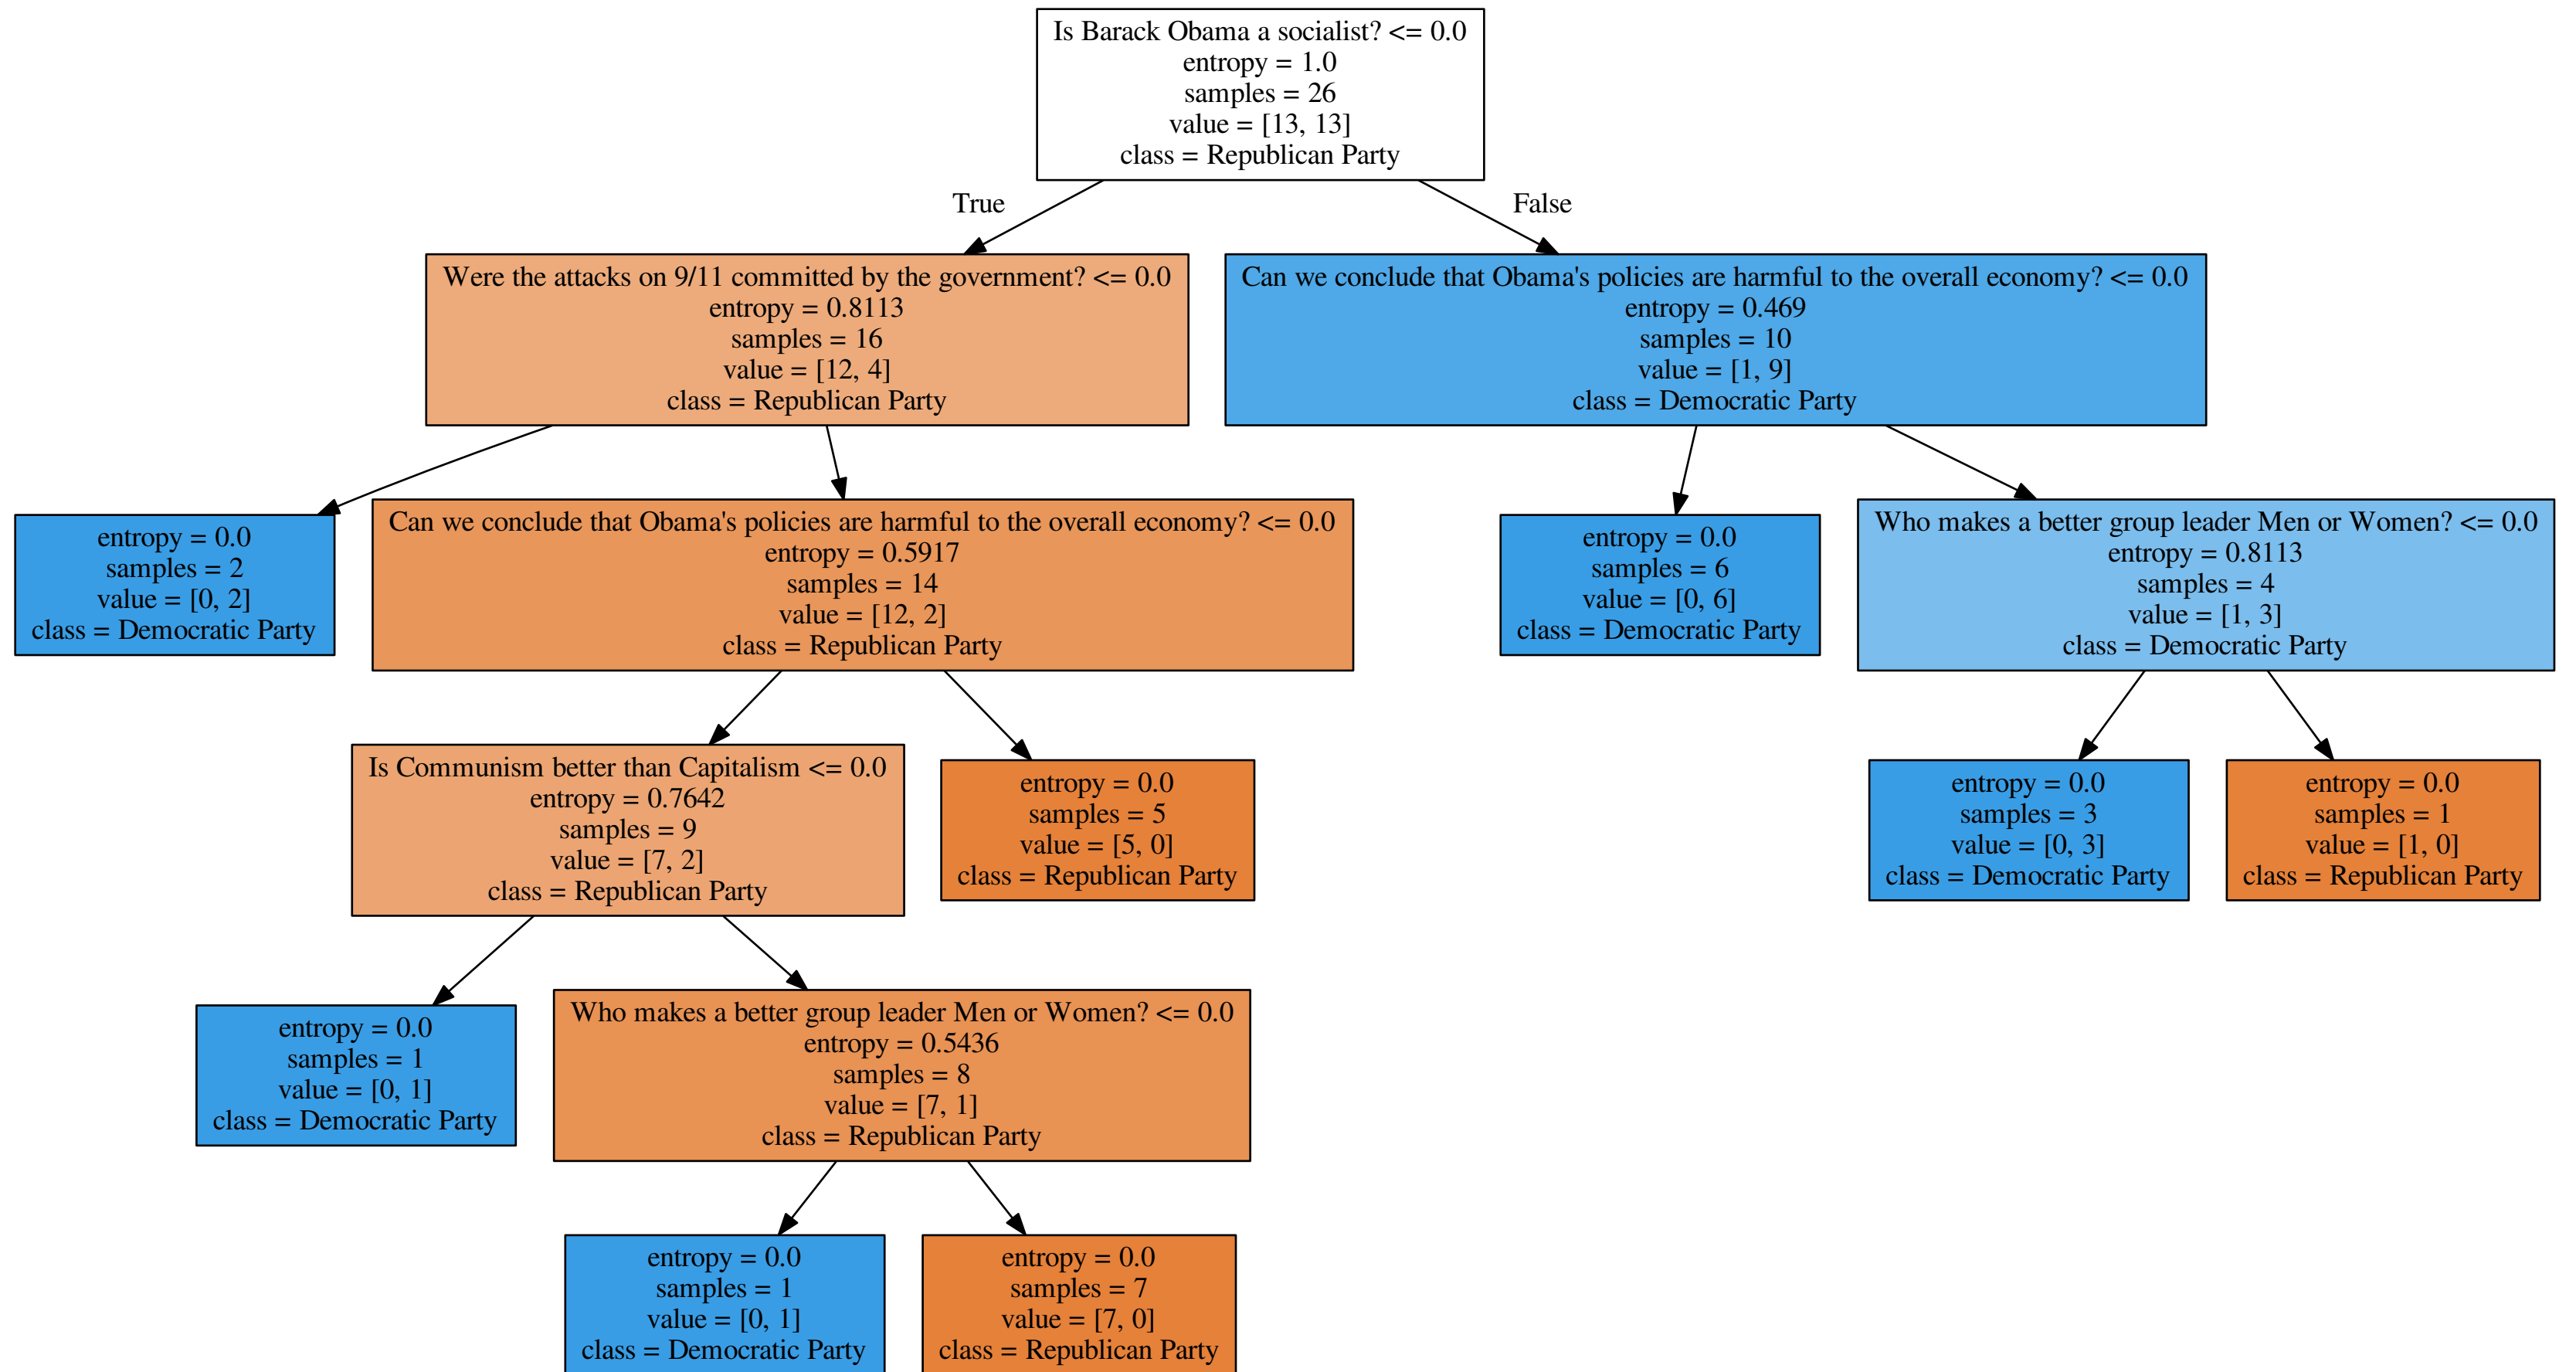 Is Barack Obama a socialist? <= 0.0
entropy = 1.0
samples = 26
value = [13, 13]
class = Republican Party
True
False
Were the attacks on 9/11 committed by the government? <= 0.0
entropy = 0.8113
samples = 16
value = [12, 4]
class = Republican Party
Can we conclude that Obama's policies are harmful to the overall economy? <= 0.0
entropy = 0.469
samples = 10
value = [1, 9]
class = Democratic Party
entropy = 0.0
samples = 2
value = [0, 2]
class = Democratic Party
Can we conclude that Obama's policies are harmful to the overall economy? <= 0.0
entropy = 0.5917
samples = 14
value = [12, 2]
class = Republican Party
entropy = 0.0
samples = 6
value = [0, 6]
class = Democratic Party
Who makes a better group leader Men or Women? <= 0.0
entropy = 0.8113
samples = 4
value = [1, 3]
class = Democratic Party
Is Communism better than Capitalism <= 0.0
entropy = 0.7642
samples = 9
value = [7, 2]
class = Republican Party
entropy = 0.0
samples = 5
value = [5, 0]
class = Republican Party
entropy = 0.0
samples = 3
value = [0, 3]
class = Democratic Party
entropy = 0.0
samples = 1
value = [1, 0]
class = Republican Party
entropy = 0.0
samples = 1
value = [0, 1]
class = Democratic Party
Who makes a better group leader Men or Women? <= 0.0
entropy = 0.5436
samples = 8
value = [7, 1]
class = Republican Party
entropy = 0.0
samples = 1
value = [0, 1]
class = Democratic Party
entropy = 0.0
samples = 7
value = [7, 0]
class = Republican Party